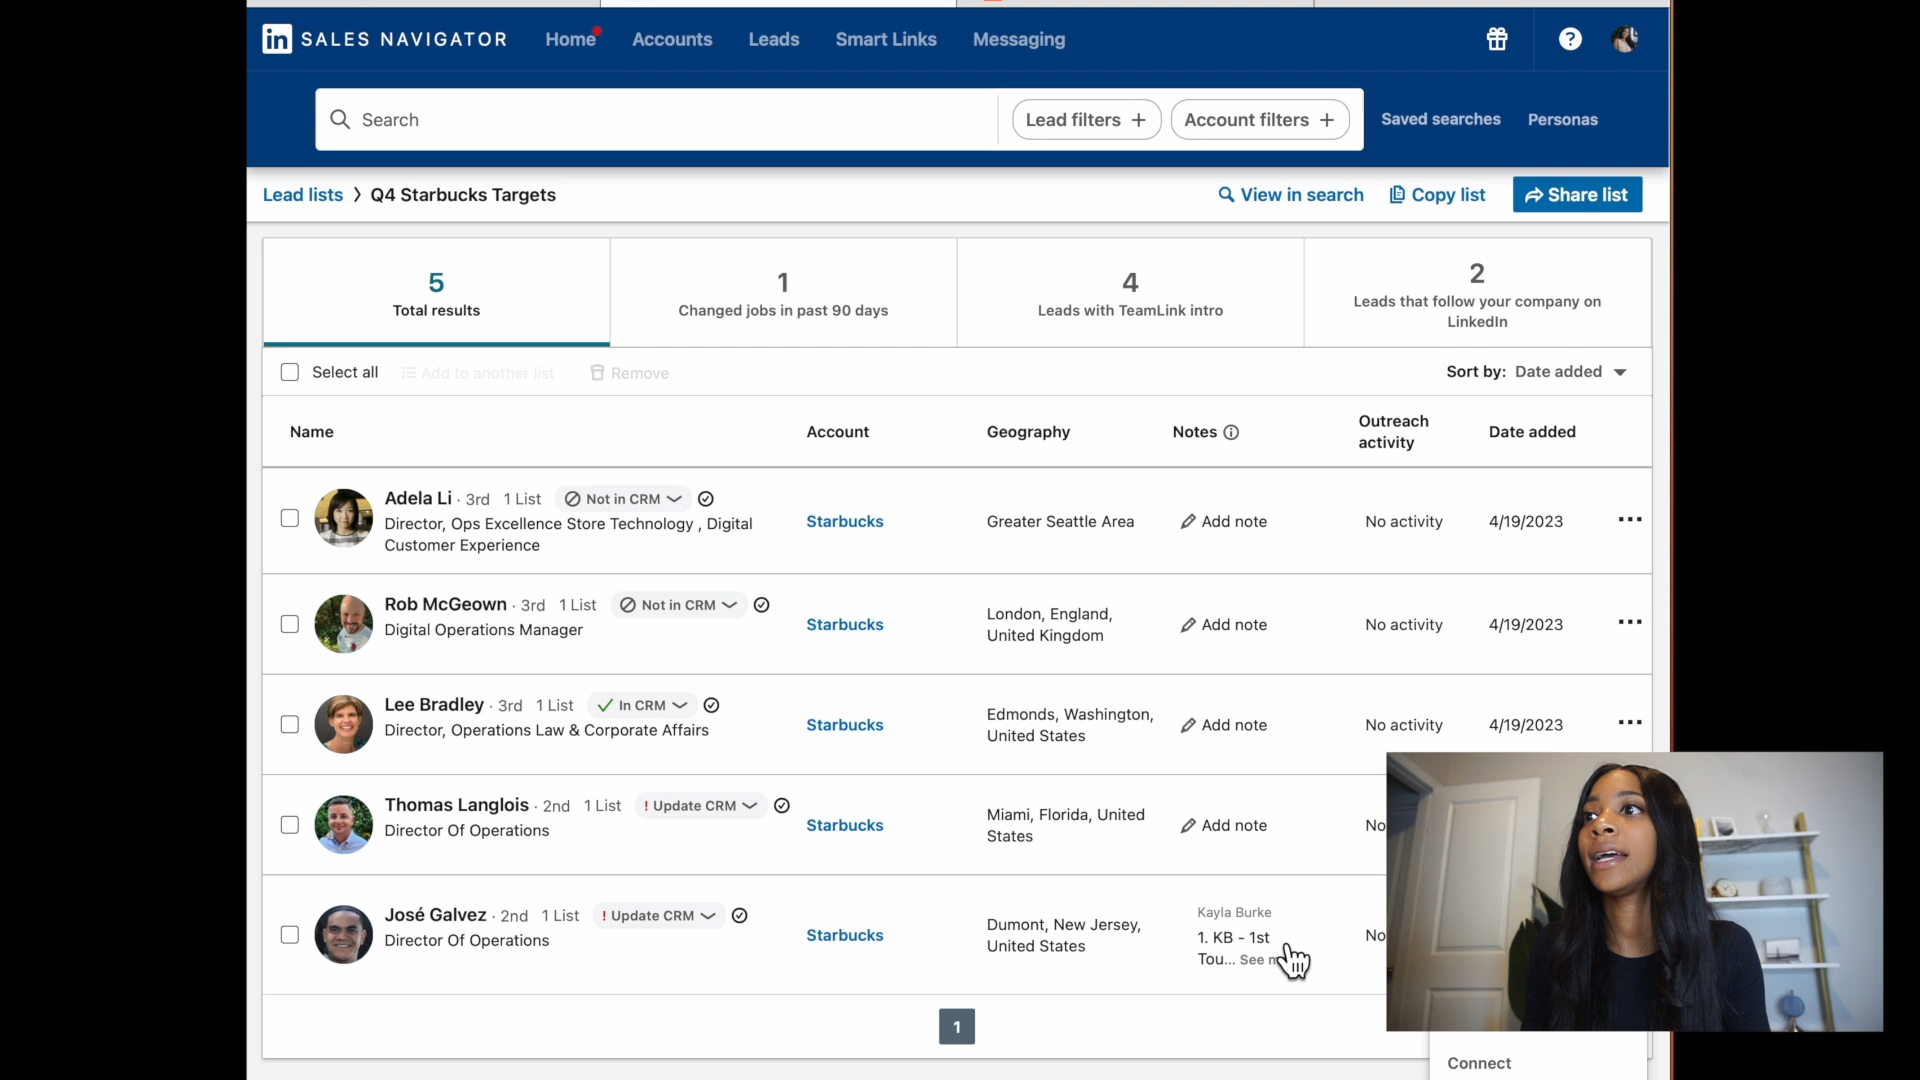 in SALES NAVIGATOR
Home
Accounts
Leads
Smart Links
Messaging
?
Search
Lead filters +
Account filters +
Saved searches
Personas
Lead lists > Q4 Starbucks Targets
View in search
Copy list
Share list
5
Total results
1
Changed jobs in past 90 days
4
Leads with TeamLink intro
2
Leads that follow your company on
LinkedIn
Select all
Add to another list
Remove
Sort by: Date added
Name
Account
Geography
Notes
Outreach
activity
Date added
Adela Li · 3rd 1 List Not in CRM
Director, Ops Excellence Store Technology , Digital
Customer Experience
Starbucks
Greater Seattle Area
Add note
No activity
4/19/2023
Rob McGeown · 3rd 1 List Not in CRM
Digital Operations Manager
Starbucks
London, England,
United Kingdom
Add note
No activity
4/19/2023
Lee Bradley · 3rd 1 List In CRM
Director, Operations Law & Corporate Affairs
Starbucks
Edmonds, Washington,
United States
Add note
No activity
4/19/2023
Thomas Langlois · 2nd 1 List ! Update CRM
Director Of Operations
Starbucks
Miami, Florida, United
States
Add note
No
José Galvez · 2nd 1 List ! Update CRM
Director Of Operations
Starbucks
Dumont, New Jersey,
United States
Kayla Burke
1. KB - 1st
Tou... See
No
1
Connect